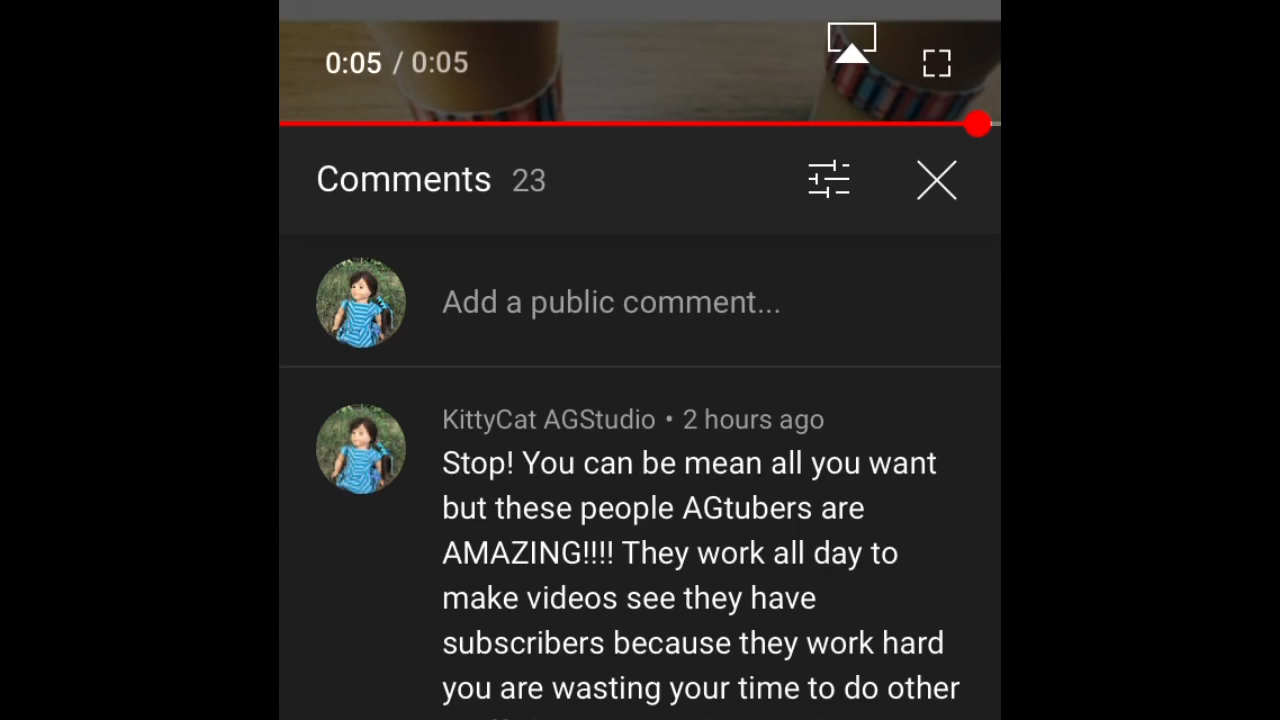 0:05 / 0:05
Comments 23
Add a public comment...
KittyCat AGStudio • 2 hours ago
Stop! You can be mean all you want
but these people AGtubers are
AMAZING!!!! They work all day to
make videos see they have
subscribers because they work hard
you are wasting your time to do other